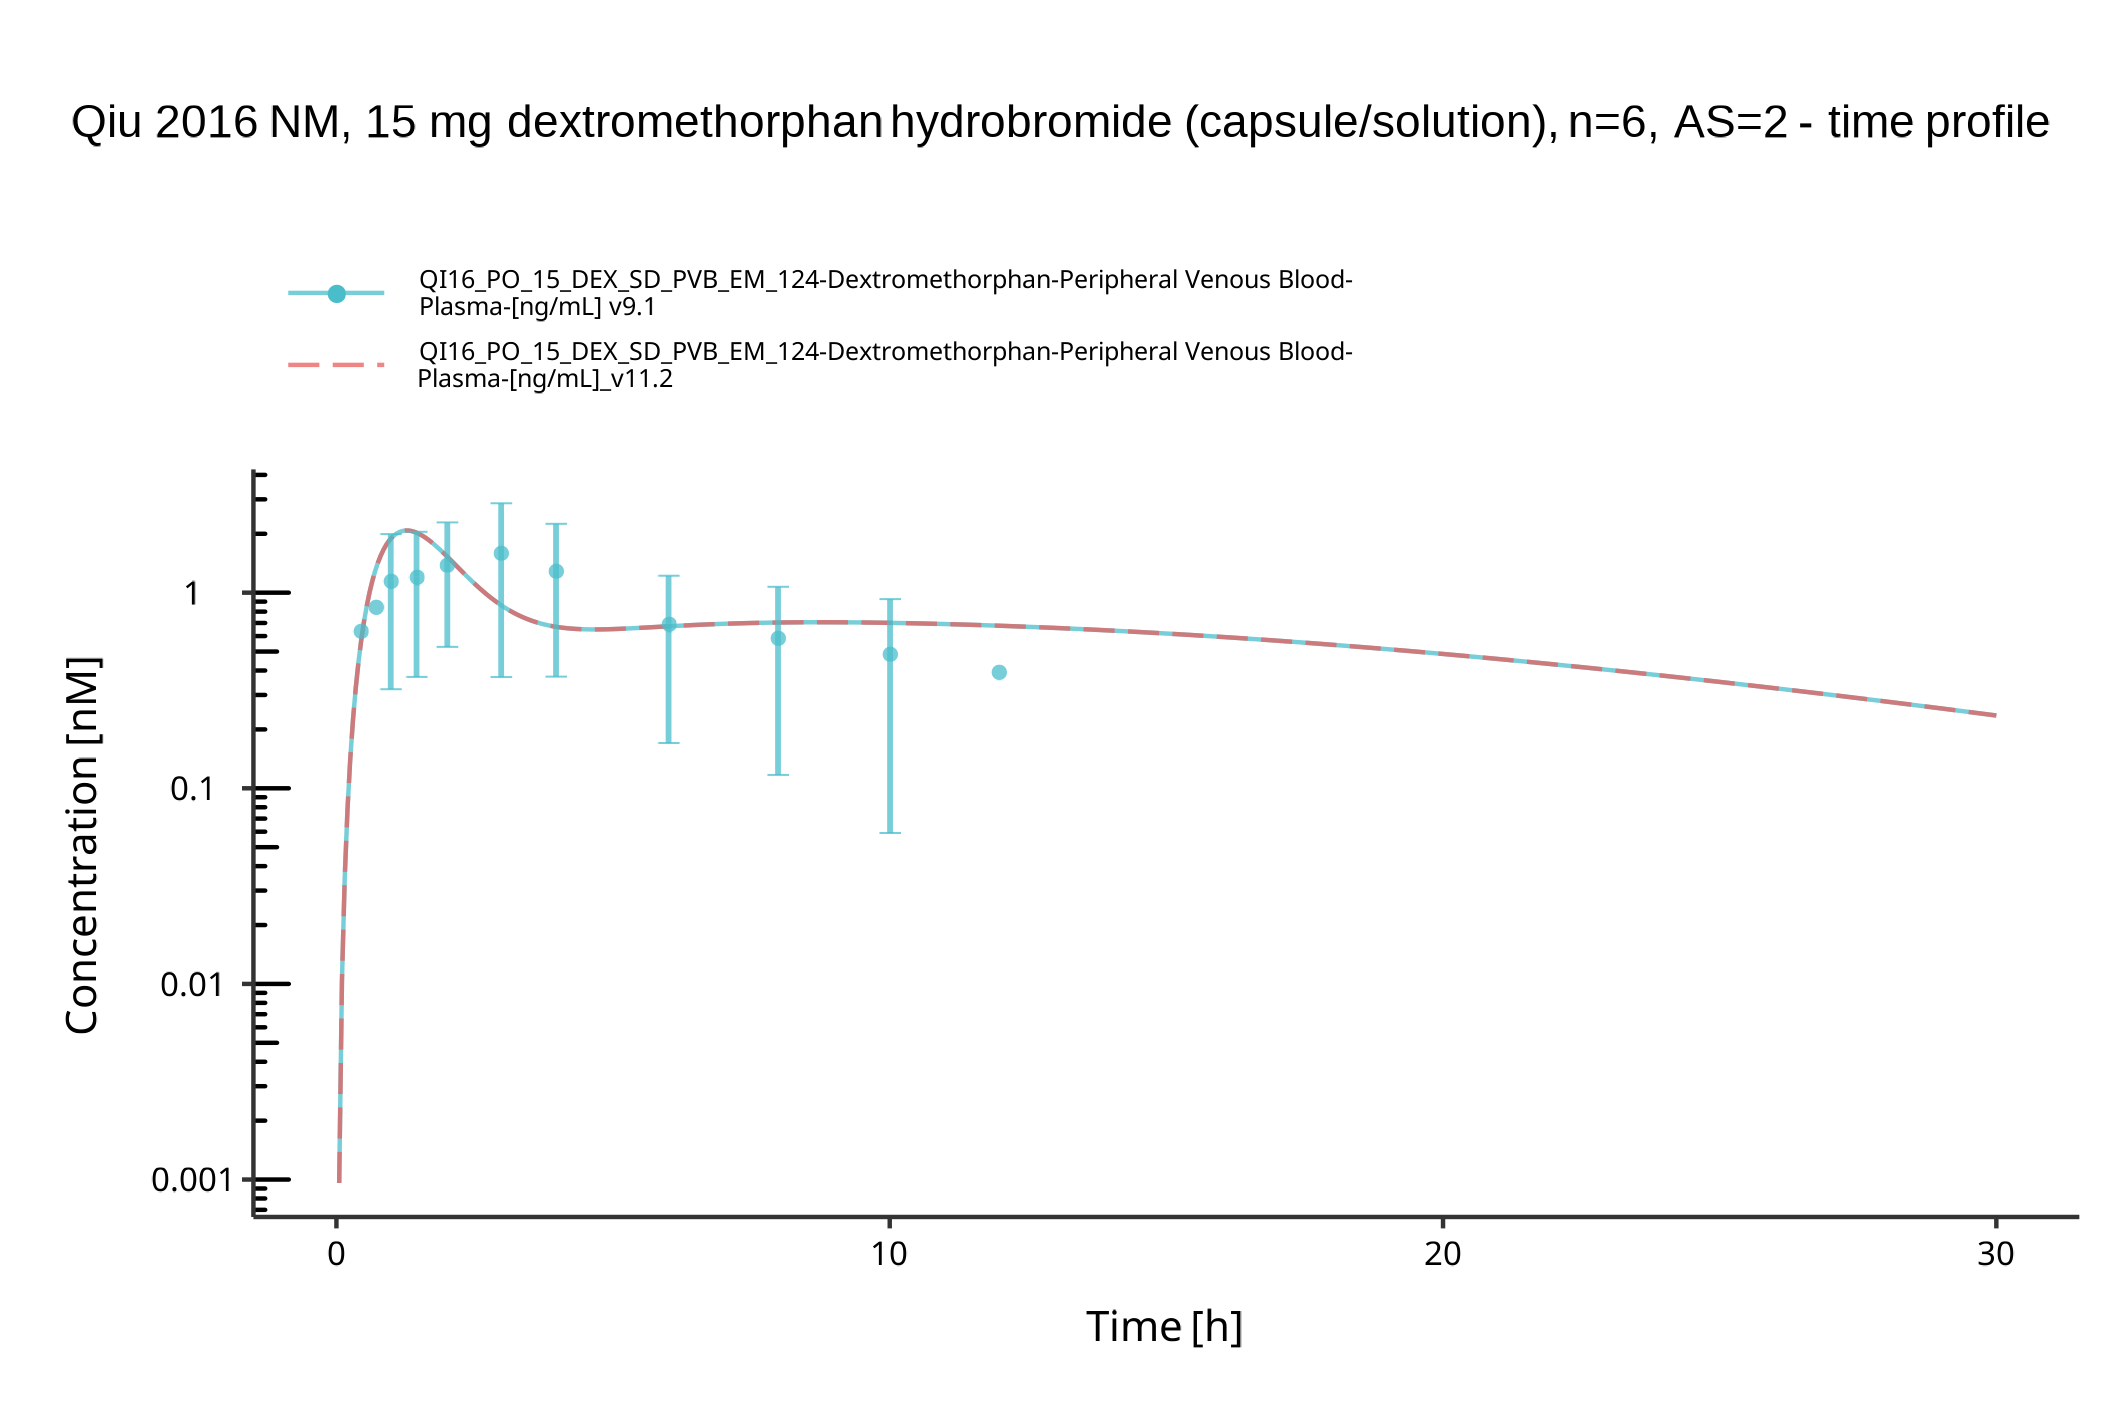 Qiu 2016 NM, 15 mg dextromethorphan hydrobromide (capsule/solution), n=6, AS=2 - time profile
QI16_PO_15_DEX_SD_PVB_EM_124-Dextromethorphan-Peripheral Venous Blood-
Plasma-[ng/mL] v9.1
QI16_PO_15_DEX_SD_PVB_EM_124-Dextromethorphan-Peripheral Venous Blood-
Plasma-[ng/mL]_v11.2
Concentration [nM]
1
0.1
0.01
0.001
0 10 20 30
Time [h]